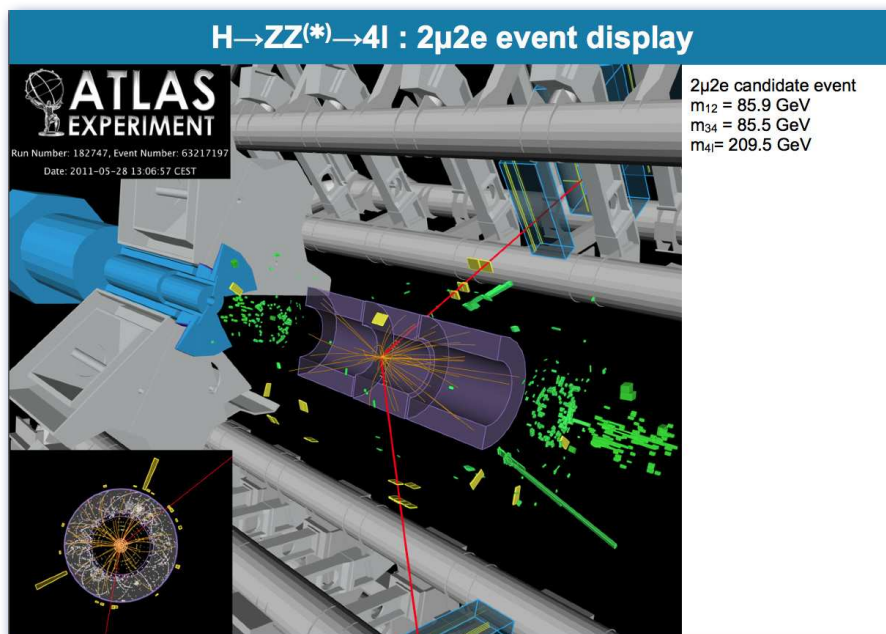 H→ZZ(*)→4l : 2μ2e event display
ATLAS
EXPERIMENT
Run Number: 182747, Event Number: 63217197
Date: 2011-05-28 13:06:57 CEST
2μ2e candidate event
m12 = 85.9 GeV
m34 = 85.5 GeV
m4l= 209.5 GeV